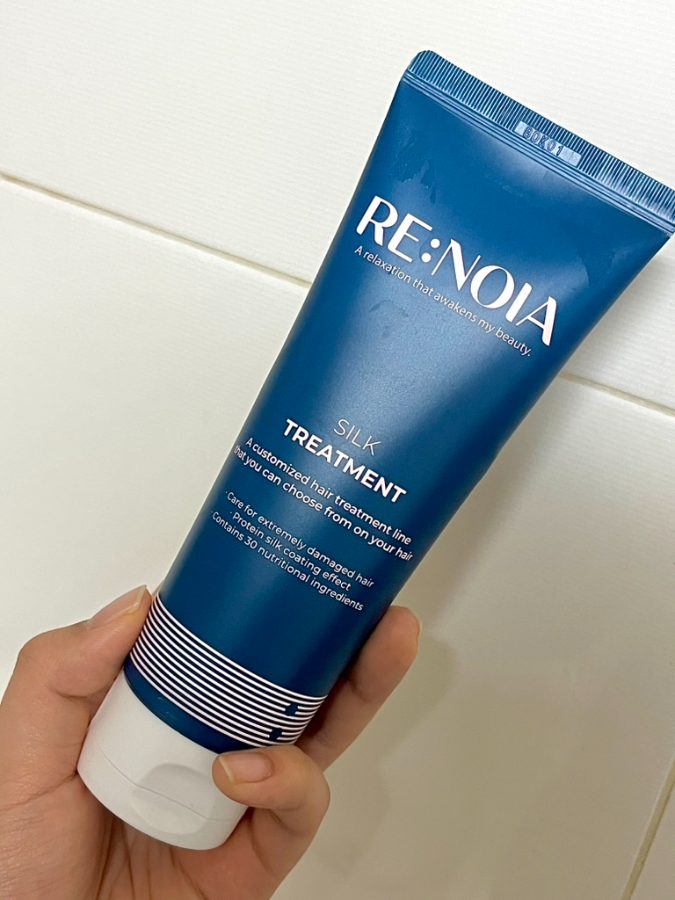 RE:NOIA
A relaxation that awakens my beauty.
SILK
TREATMENT
A customized hair treatment line
that you can choose from on your hair
· Care for extremely damaged hair
· Protein silk coating effect
· Contains 30 nutritional ingredients